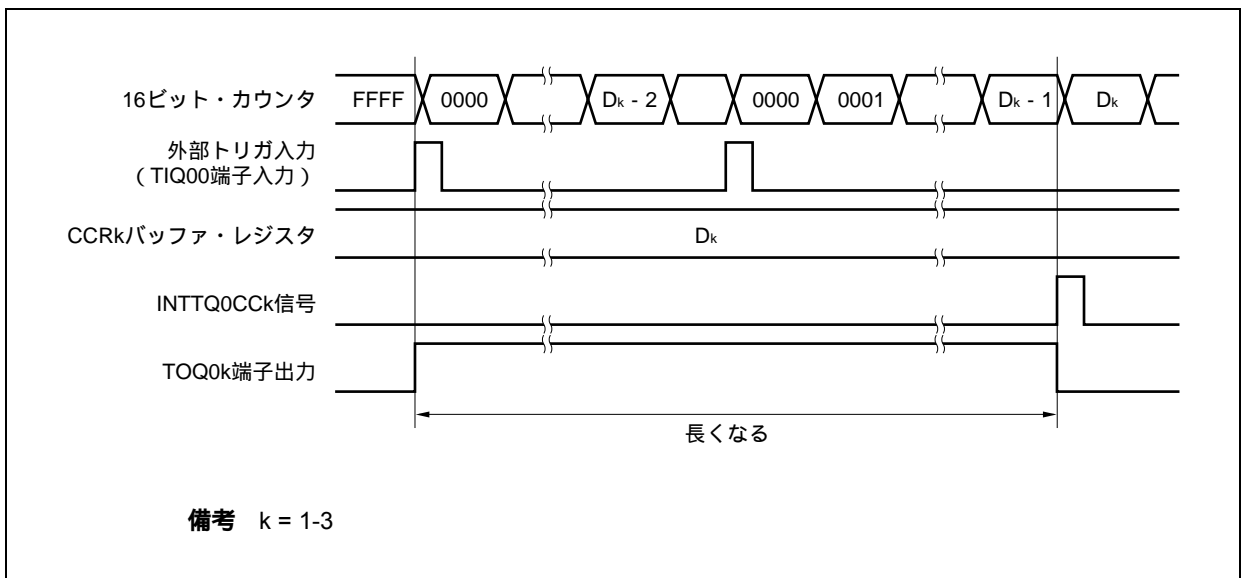 16ビット・カウンタ FFFF 0000 Dk - 2 0000 0001 Dk - 1 Dk
外部トリガ入力
（TIQ00端子入力）
CCRkバッファ・レジスタ Dk
INTTQ0CCk信号
TOQ0k端子出力
長くなる
備考 k = 1-3